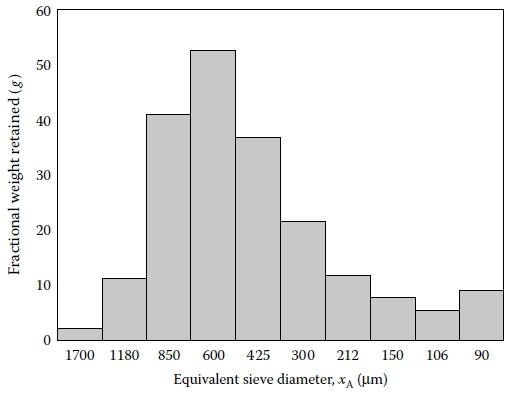 Fractional weight retained (g)
60
50
40
30
20
10
0
1700 1180 850 600 425 300 212 150 106 90
Equivalent sieve diameter, xA (μm)